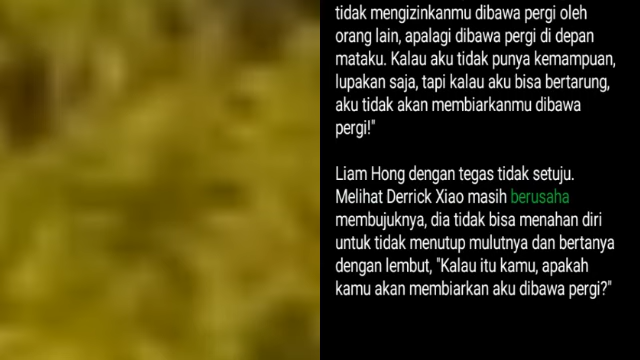 tidak mengizinkanmu dibawa pergi oleh
orang lain, apalagi dibawa pergi di depan
mataku. Kalau aku tidak punya kemampuan,
lupakan saja, tapi kalau aku bisa bertarung,
aku tidak akan membiarkanmu dibawa
pergi!"
Liam Hong dengan tegas tidak setuju.
Melihat Derrick Xiao masih berusaha
membujuknya, dia tidak bisa menahan diri
untuk tidak menutup mulutnya dan bertanya
dengan lembut, "Kalau itu kamu, apakah
kamu akan membiarkan aku dibawa pergi?"